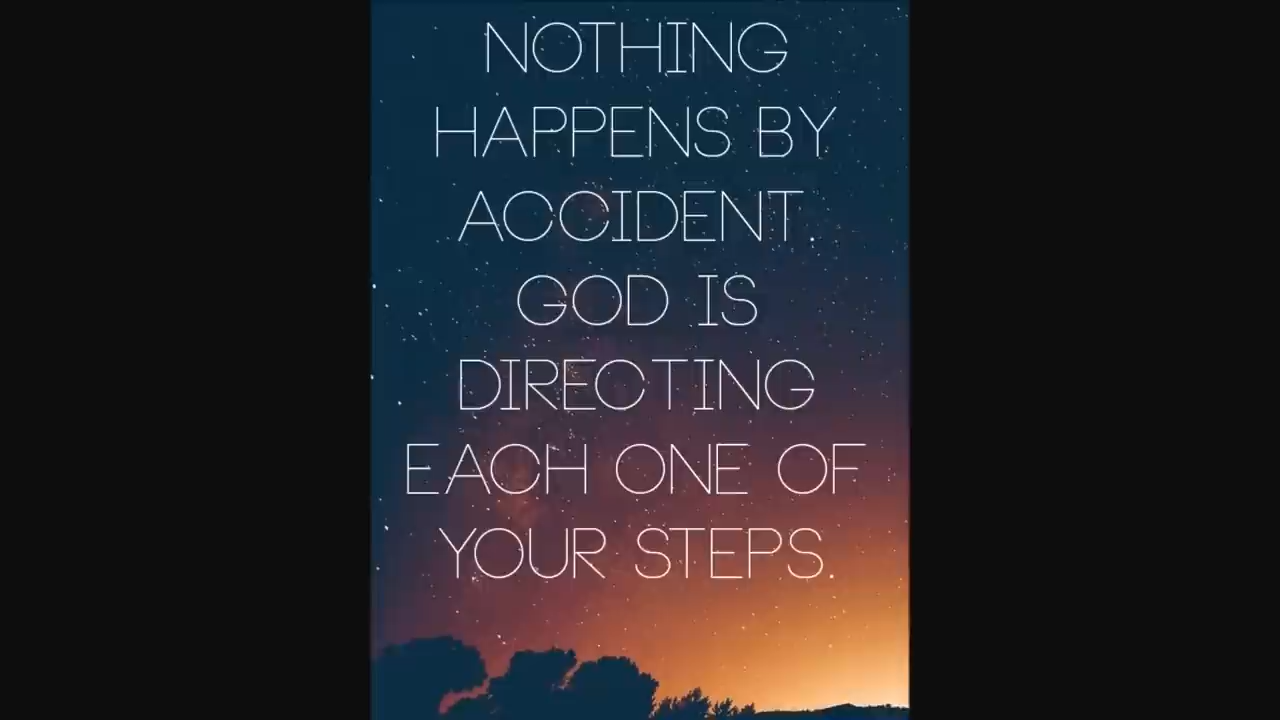 NOTHING
HAPPENS BY
ACCIDENT.
GOD IS
DIRECTING
EACH ONE OF
YOUR STEPS.